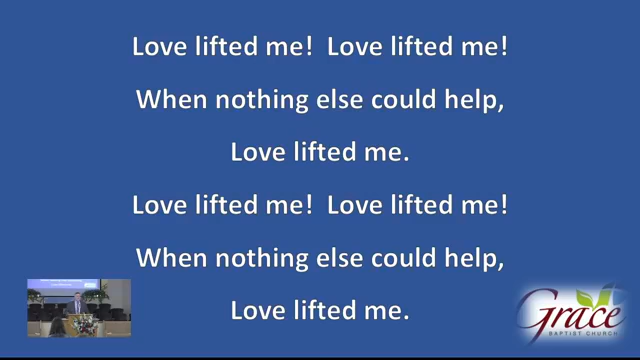 Love lifted me!  Love lifted me!
When nothing else could help,
Love lifted me.
Love lifted me!  Love lifted me!
When nothing else could help,
Love lifted me.
Grace
BAPTIST CHURCH